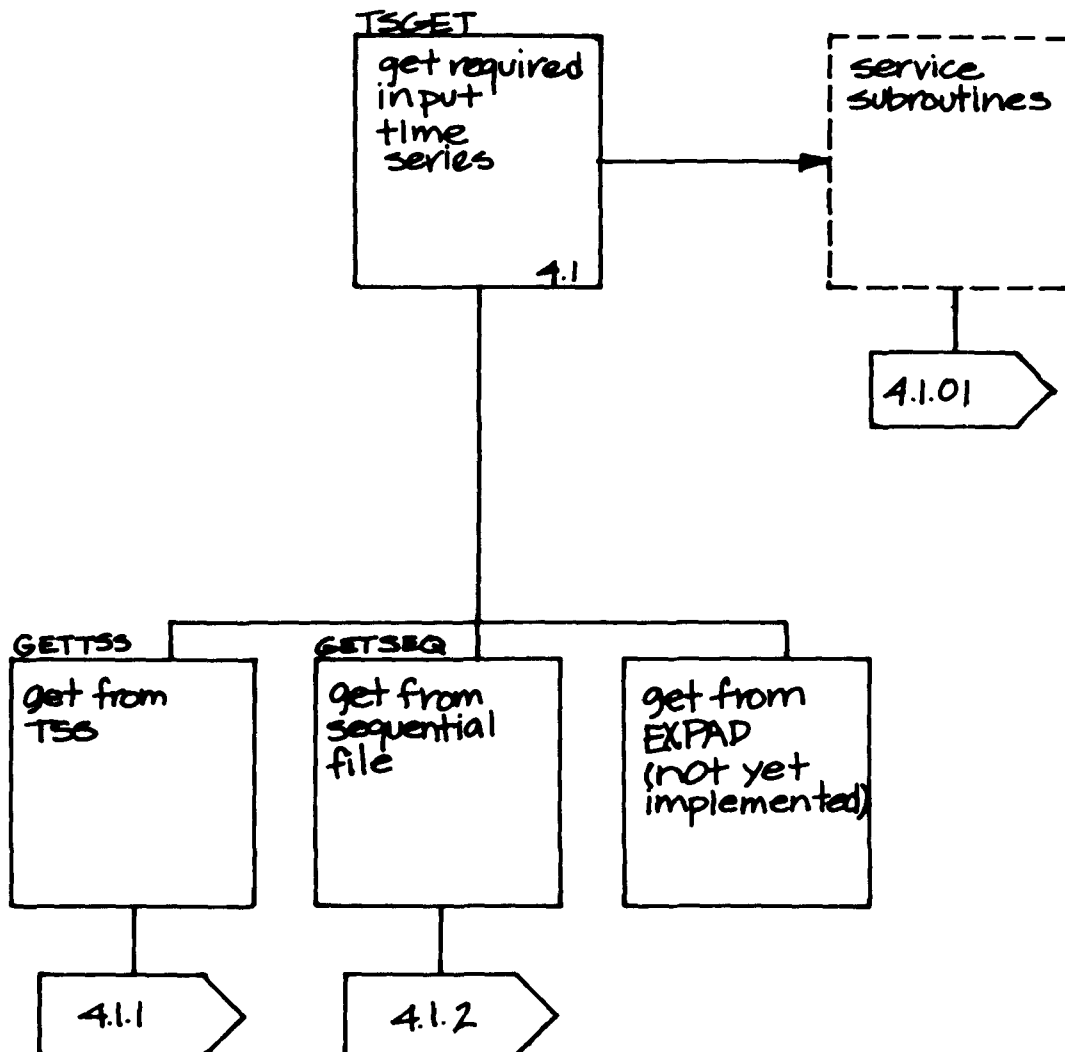 TSGET
get required
input
time
series
4.1
service
subroutines
4.1.01
GETTSS
get from
TSS
4.1.1
GETSEQ
get from
sequential
file
4.1.2
get from
EXPAD
(not yet
implemented)